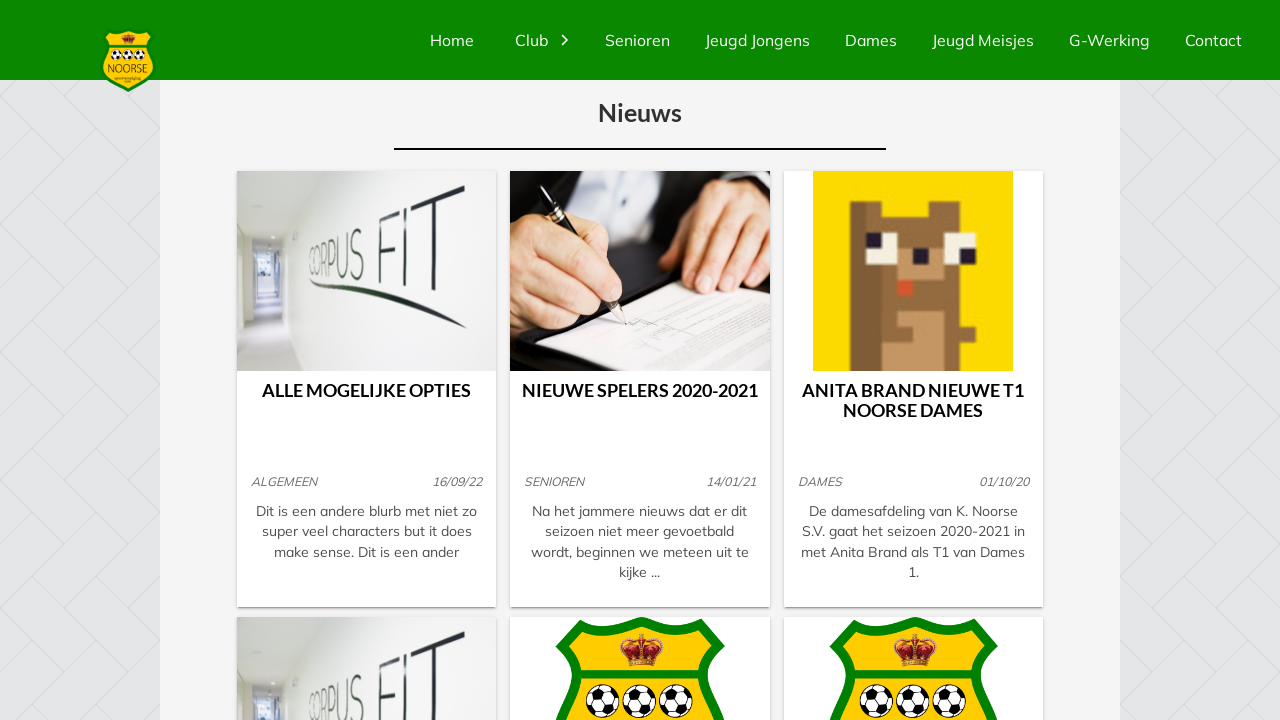 NOORSE
Home
Club
Senioren
Jeugd Jongens
Dames
Jeugd Meisjes
G-Werking
Contact
Nieuws
CORPUS FIT
ALLE MOGELIJKE OPTIES
ALGEMEEN 16/09/22
Dit is een andere blurb met niet zo
super veel characters but it does
make sense. Dit is een ander
NIEUWE SPELERS 2020-2021
SENIOREN 14/01/21
Na het jammere nieuws dat er dit
seizoen niet meer gevoetbald
wordt, beginnen we meteen uit te
kijke ...
ANITA BRAND NIEUWE T1
NOORSE DAMES
DAMES 01/10/20
De damesafdeling van K. Noorse
S.V. gaat het seizoen 2020-2021 in
met Anita Brand als T1 van Dames
1.
CORPUS FIT